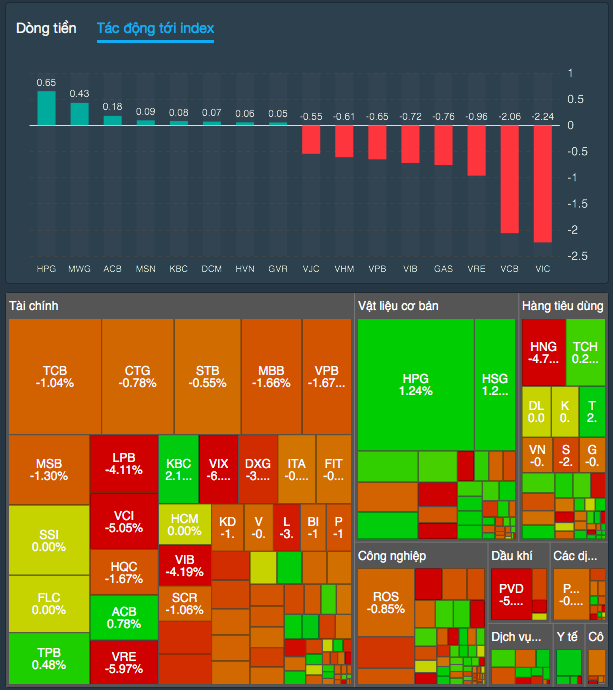 Dòng tiền Tác động tới index
1
0.5
0
-0.5
-1
-1.5
-2
-2.5
0.65 0.43 0.18 0.09 0.08 0.07 0.06 0.05 -0.55 -0.61 -0.65 -0.72 -0.76 -0.96 -2.06 -2.24
HPG MWG ACB MSN KBC DCM HVN GVR VJC VHM VPB VIB GAS VRE VCB VIC
Tài chính
TCB
-1.04%
CTG
-0.78%
STB
-0.55%
MBB
-1.66%
VPB
-1.67...
MSB
-1.30%
LPB
-4.11%
KBC
2.1...
VIX
-6....
DXG
-3....
ITA
-0....
FIT
-0...
SSI
0.00%
VCI
-5.05%
HCM
0.00%
KD
-1.
V
-0.
L
-3.
BI
-1
P
-1
HQC
-1.67%
VIB
-4.19%
FLC
0.00%
ACB
0.78%
SCR
-1.06%
TPB
0.48%
VRE
-5.97%
Vật liệu cơ bản
HPG
1.24%
HSG
1.2...
Hàng tiêu dùng
HNG
-4.7...
TCH
0.2...
DL
0.0
K
0.
T
2.
VN
-0.
S
-2.
G
-0.
Công nghiệp
ROS
-0.85%
Dầu khí
PVD
-5....
Các dị...
P...
-0....
Dịch vụ...
Y tế
Cô